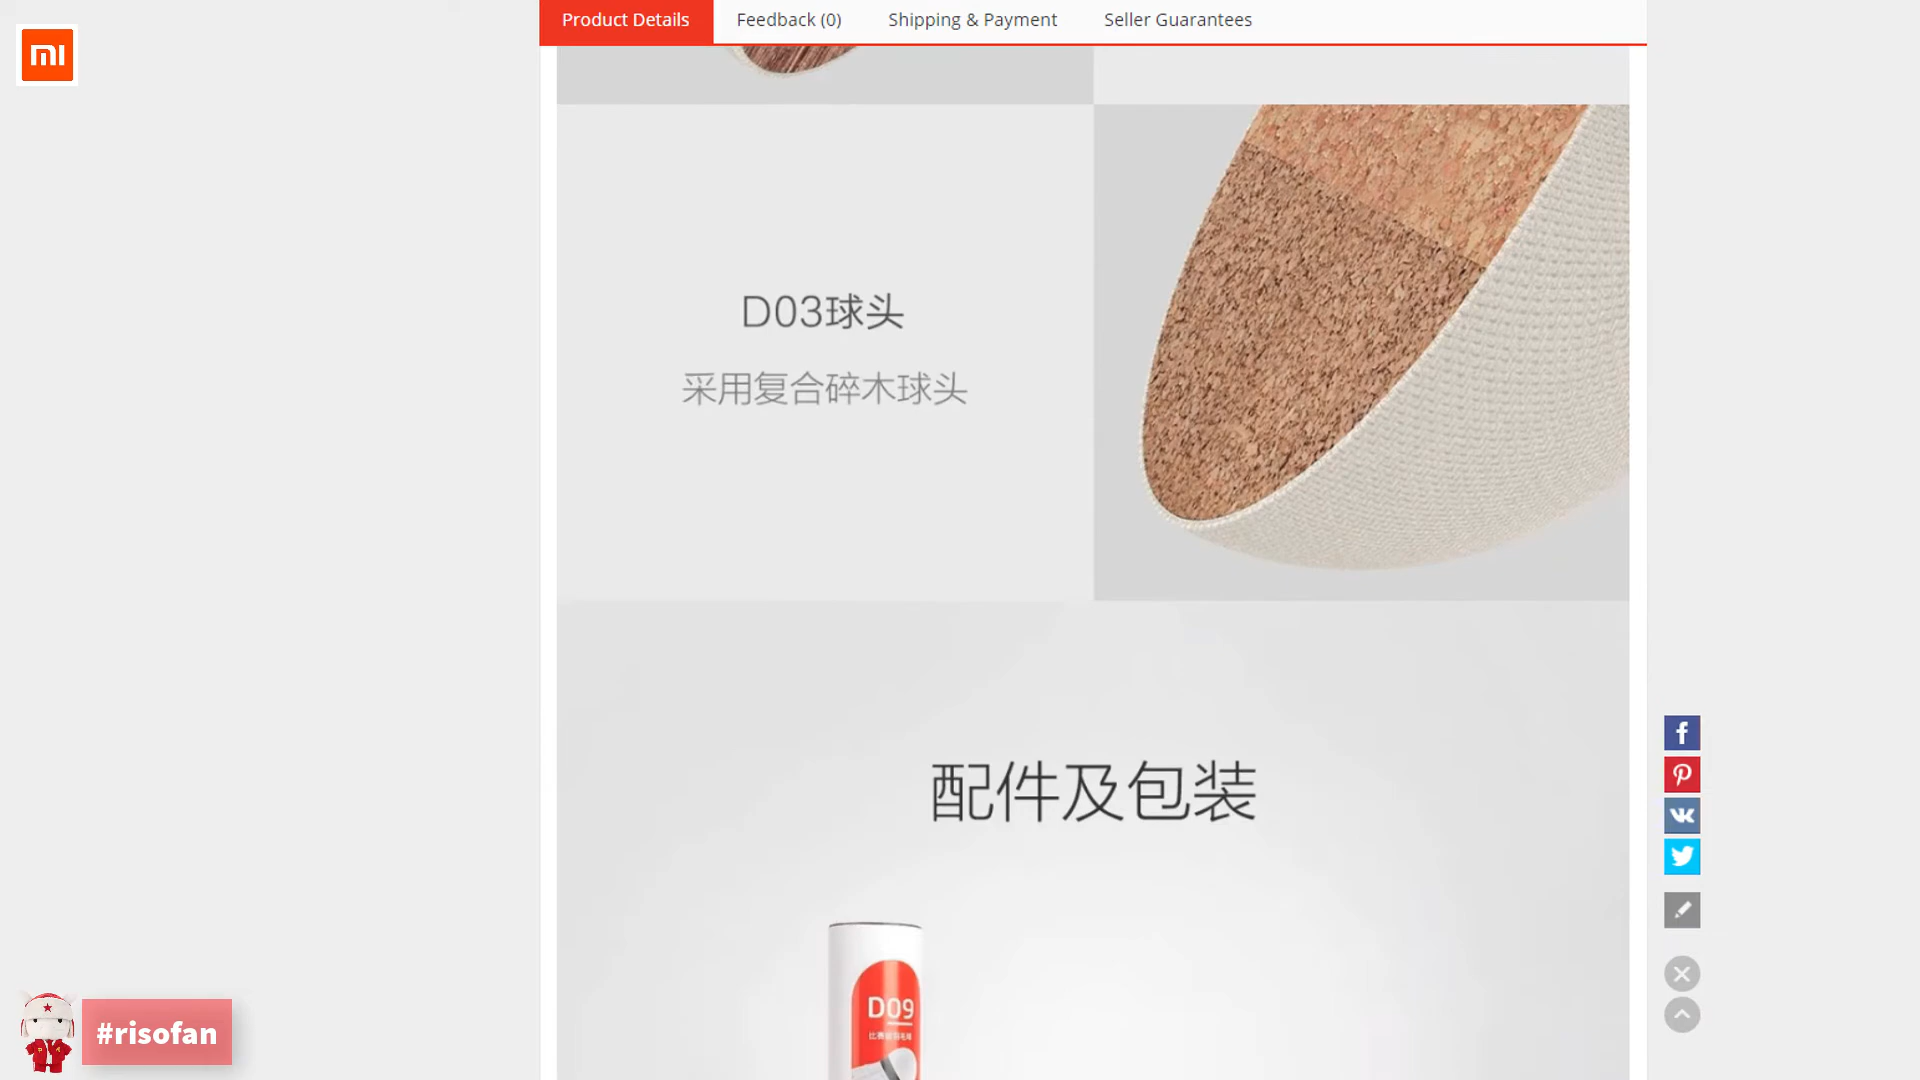 Product Details
Feedback (0)
Shipping & Payment
Seller Guarantees
mi
D03球头
采用复合碎木球头
配件及包装
D09
#risofan